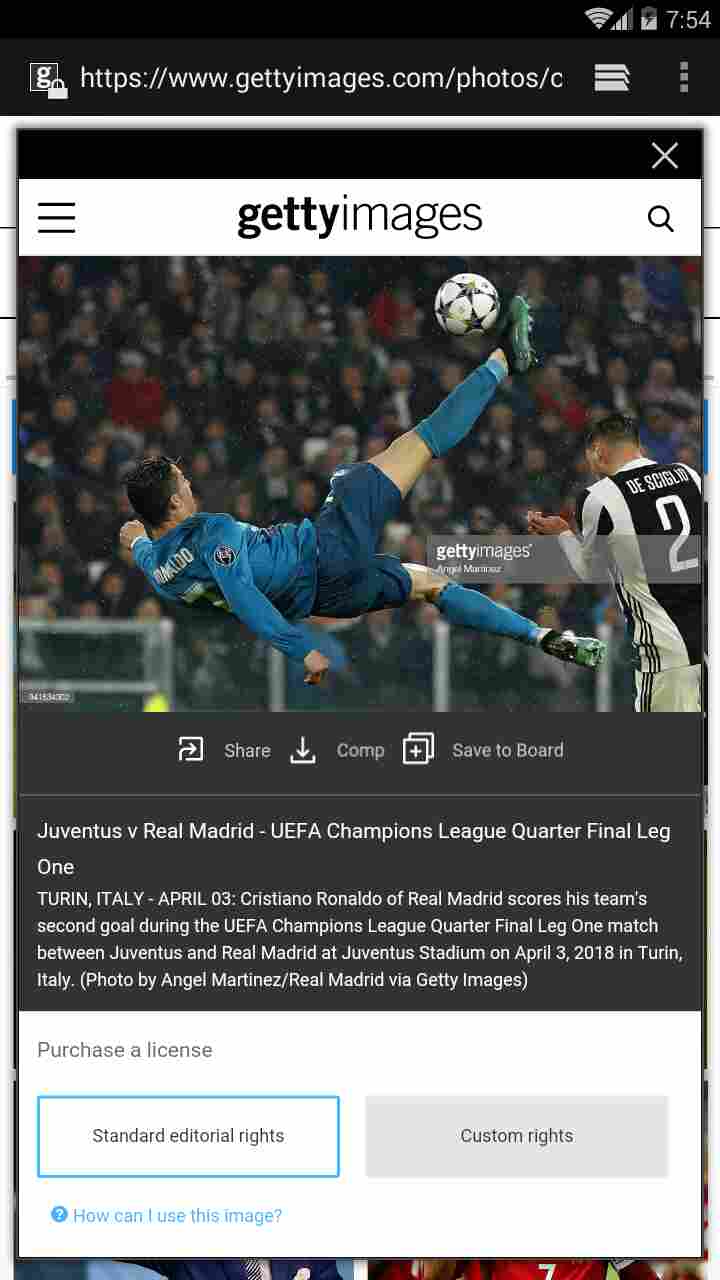 7:54
g
https://www.gettyimages.com/photos/c
gettyimages
RONALDO
DE SCIGLIO
2
gettyimages®
Angel Martinez
Share
Comp
Save to Board
Juventus v Real Madrid - UEFA Champions League Quarter Final Leg
One
TURIN, ITALY - APRIL 03: Cristiano Ronaldo of Real Madrid scores his team's
second goal during the UEFA Champions League Quarter Final Leg One match
between Juventus and Real Madrid at Juventus Stadium on April 3, 2018 in Turin,
Italy. (Photo by Angel Martinez/Real Madrid via Getty Images)
Purchase a license
Standard editorial rights
Custom rights
? How can I use this image?
7